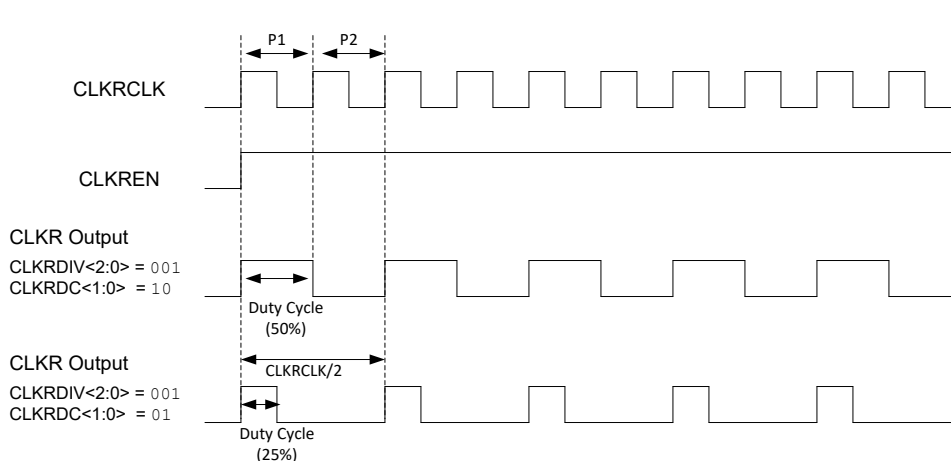 P1 P2
CLKRCLK
CLKREN
CLKR Output
CLKRDIV<2:0> = 001
CLKRDC<1:0> = 10
Duty Cycle
(50%)
CLKR Output
CLKRCLK/2
CLKRDIV<2:0> = 001
CLKRDC<1:0> = 01
Duty Cycle
(25%)